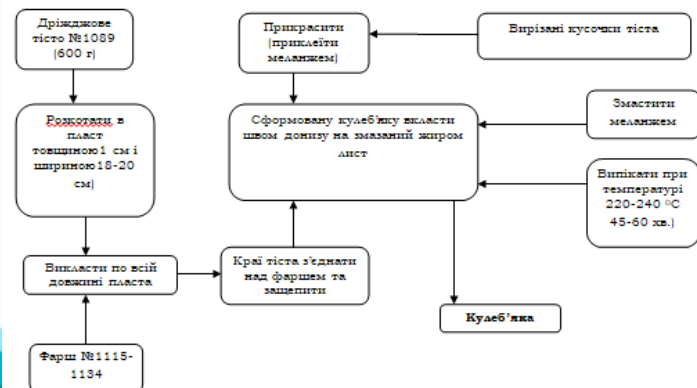 Дріжджове
тісто №1089
(600 г)
Прикрасити
(приклеїти
меланжем)
Вирізані кусочки тіста
Розкотати в
пласт
товщиною1 см і
шириною18-20
см)
Сформовану кулеб'яку вкласти
швом донизу на змазаний жиром
лист
Змастити
меланжем
Випікати при
температурі
220-240 °С
45-60 хв.)
Викласти по всій
довжині пласта
Краї тіста з'єднати
над фаршем та
защепити
Кулеб'яка
Фарш №1115-
1134